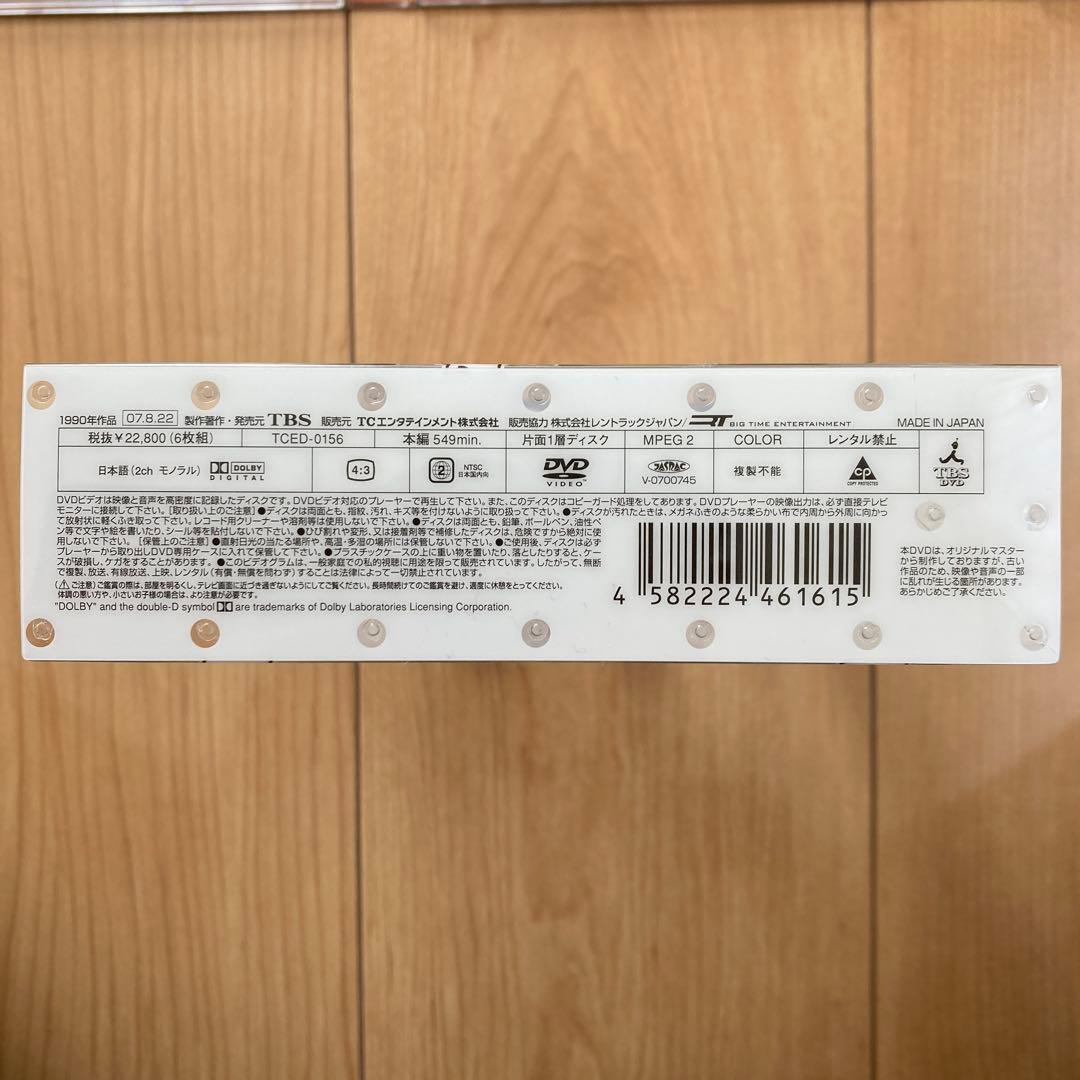 1990年作品 07.8.22 製作著作・発売元 TBS 販売元 TCエンタテインメント株式会社 販売協力 株式会社レントラックジャパン/RT BIG TIME ENTERTAINMENT MADE IN JAPAN
税抜¥22,800(6枚組) TCED-0156 本編 549min. 片面1層ディスク MPEG 2 COLOR レンタル禁止
日本語(2ch モノラル) DOLBY DIGITAL 4:3 2 NTSC 日本国内向 DVD VIDEO JASRAC V-0700745 複製不能 CP COPY PROTECTED TBS DVD
DVDビデオは映像と音声を高密度に記録したディスクです。DVDビデオ対応のプレーヤーで再生して下さい。また、このディスクはコピーガード処理をしてあります。DVDプレーヤーの映像出力は、必ず直接テレビ
モニターに接続して下さい。【取り扱い上のご注意】●ディスクは両面とも、指紋、汚れ、キズ等を付けないように取り扱って下さい。●ディスクが汚れたときは、メガネふきのような柔らかい布で内周から外周に向かっ
て放射状に軽くふき取って下さい。レコード用クリーナーや溶剤等は使用しないで下さい。●ディスクは両面とも、鉛筆、ボールペン、油性ペ
ン等で文字や絵を書いたり、シール等を貼付しないで下さい。●ひび割れや変形、又は接着剤等で補修したディスクは、危険ですから絶対に使
用しないで下さい。【保管上のご注意】●直射日光の当たる場所や、高温・多湿の場所には保管しないで下さい。●ご使用後、ディスクは必ず
プレーヤーから取り出しDVD専用ケースに入れて保管して下さい。●プラスチックケースの上に重い物を置いたり、落としたりすると、ケー
スが破損し、ケガをすることがあります。●このビデオグラムは、一般家庭での私的視聴に用途を限って販売されています。したがって、無断
で複製、放送、有線放送、上映、レンタル(有償・無償を問わず)することは法律によって一切禁止されています。
ご注意)ご鑑賞の際は、部屋を明るくし、テレビ画面に近づき過ぎないようにしてご覧ください。長時間続けてのご鑑賞は避け、適度に休憩をとってください。
体調の悪い方や、小さいお子様の場合は、より注意が必要です。
"DOLBY" and the double-D symbol are trademarks of Dolby Laboratories Licensing Corporation.
4 582224 461615
本DVDは、オリジナルマスター
から制作しておりますが、古い
作品のため、映像や音声の一部
に乱れが生じる箇所があります。
あらかじめご了承ください。